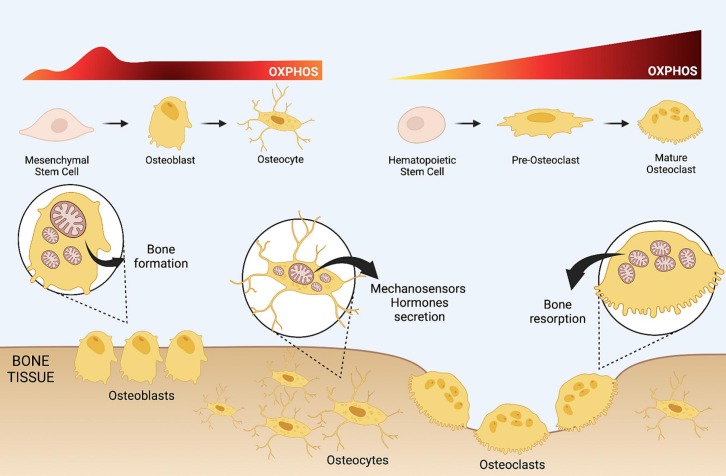 OXPHOS
OXPHOS
Mesenchymal
Stem Cell
Osteoblast
Osteocyte
Hematopoietic
Stem Cell
Pre-Osteoclast
Mature
Osteoclast
Bone
formation
Mechanosensors
Hormones
secretion
Bone
resorption
BONE
TISSUE
Osteoblasts
Osteocytes
Osteoclasts